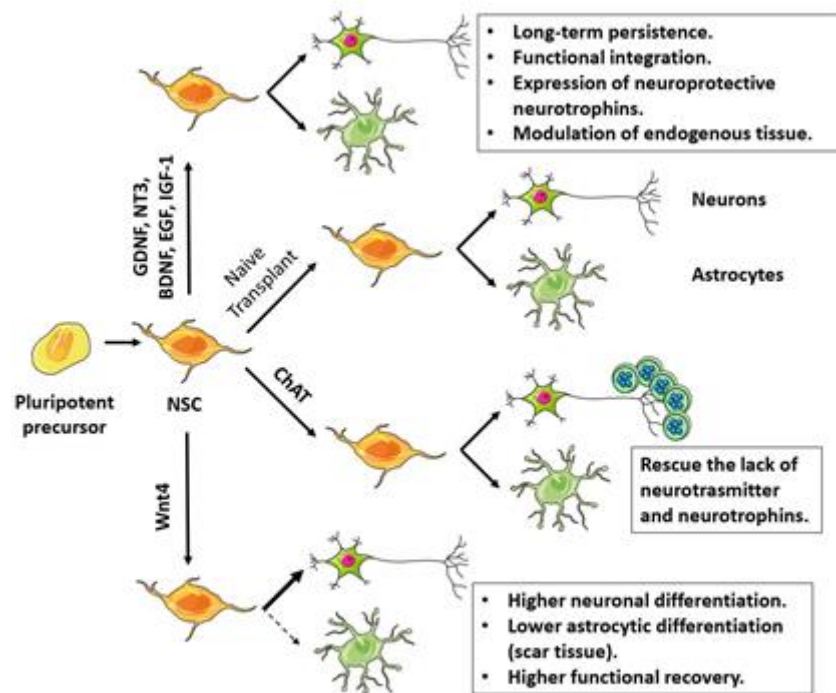 • Long-term persistence.
• Functional integration.
• Expression of neuroprotective
neurotrophins.
• Modulation of endogenous tissue.
GDNF, NT3,
BDNF, EGF, IGF-1
Naive
Transplant
Neurons
Astrocytes
Pluripotent
precursor
NSC
ChAT
Rescue the lack of
neurotrasmitter
and neurotrophins.
Wnt4
• Higher neuronal differentiation.
• Lower astrocytic differentiation
(scar tissue).
• Higher functional recovery.